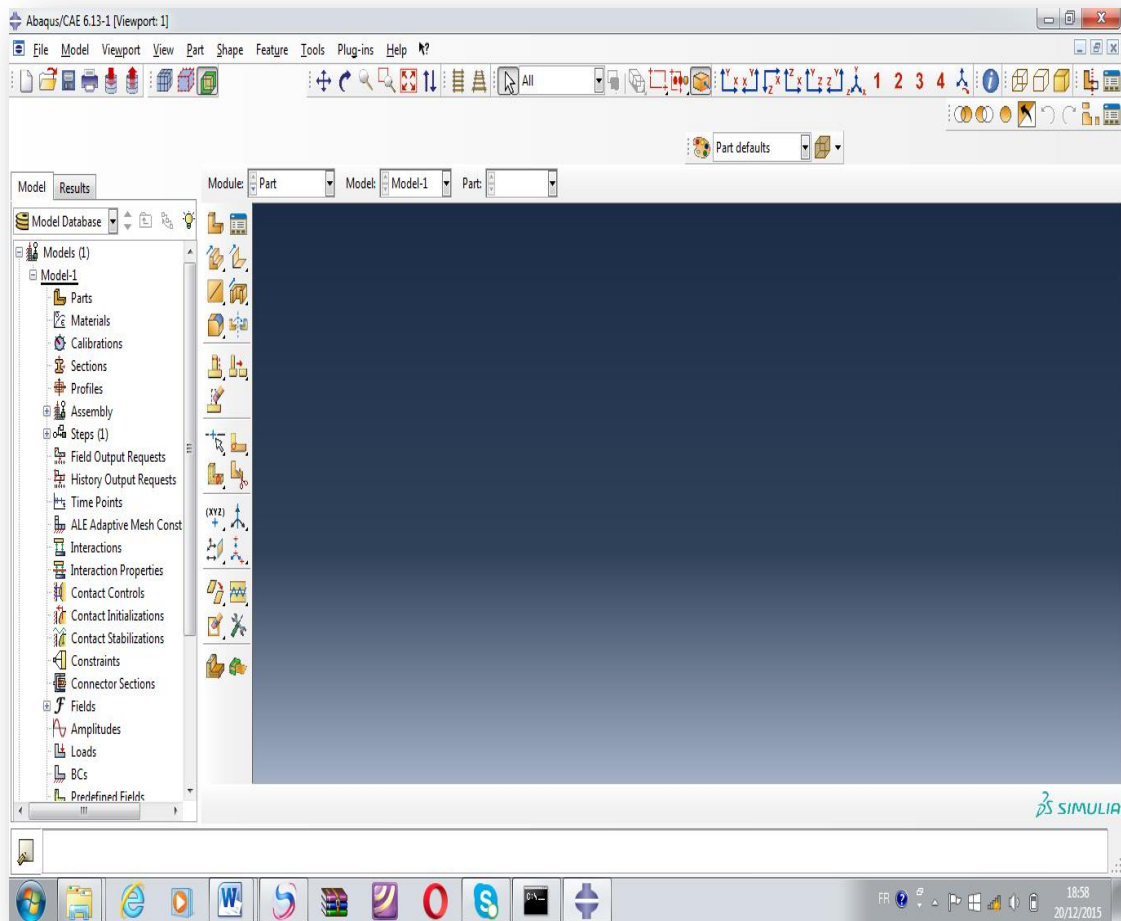 Abaqus/CAE 6.13-1 [Viewport: 1]
File Model Viewport View Part Shape Feature Tools Plug-ins Help
All
1 2 3 4
Part defaults
Model Results
Module: Part Model: Model-1 Part:
Model Database
Models (1)
Model-1
Parts
Materials
Calibrations
Sections
Profiles
Assembly
Steps (1)
Field Output Requests
History Output Requests
Time Points
ALE Adaptive Mesh Const
Interactions
Interaction Properties
Contact Controls
Contact Initializations
Contact Stabilizations
Constraints
Connector Sections
Fields
Amplitudes
Loads
BCs
Predefined Fields
(XYZ)
SIMULIA
FR
18:58
20/12/2015